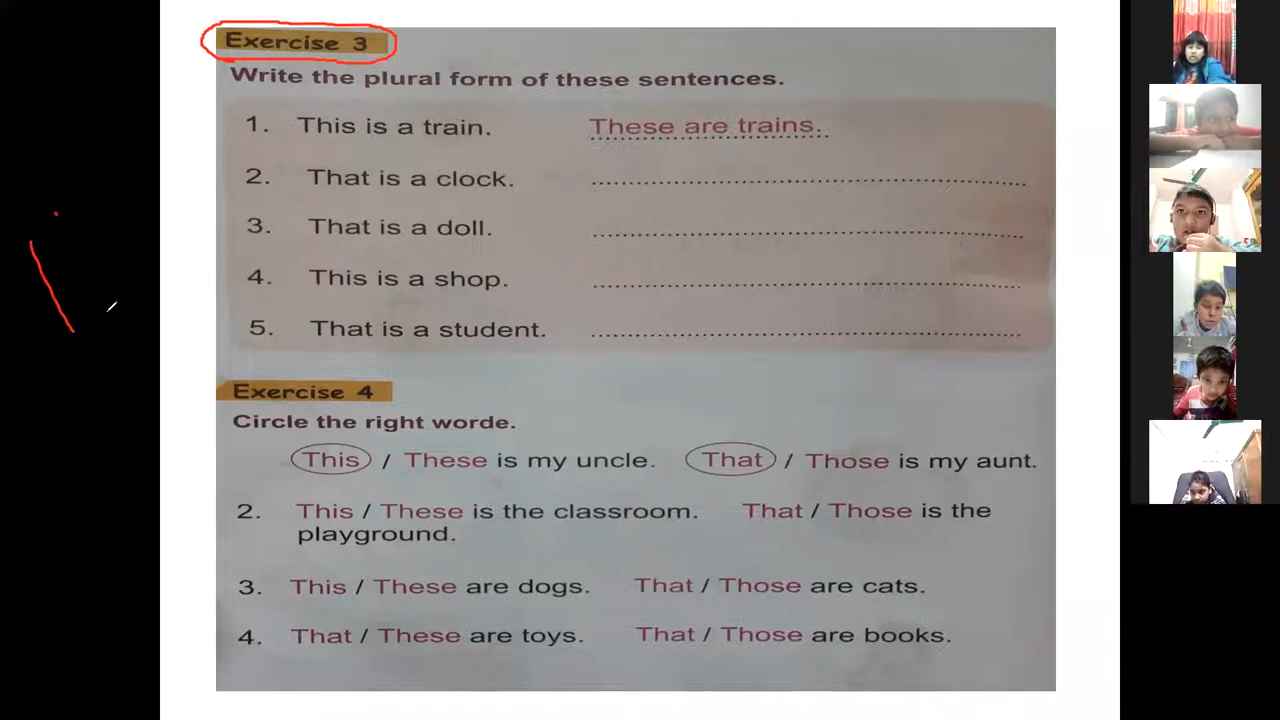 Exercise 3
Write the plural form of these sentences.
1. This is a train. These are trains.
2. That is a clock.
3. That is a doll.
4. This is a shop.
5. That is a student.
Exercise 4
Circle the right worde.
This / These is my uncle. That / Those is my aunt.
2. This / These is the classroom. That / Those is the
playground.
3. This / These are dogs. That / Those are cats.
4. That / These are toys. That / Those are books.